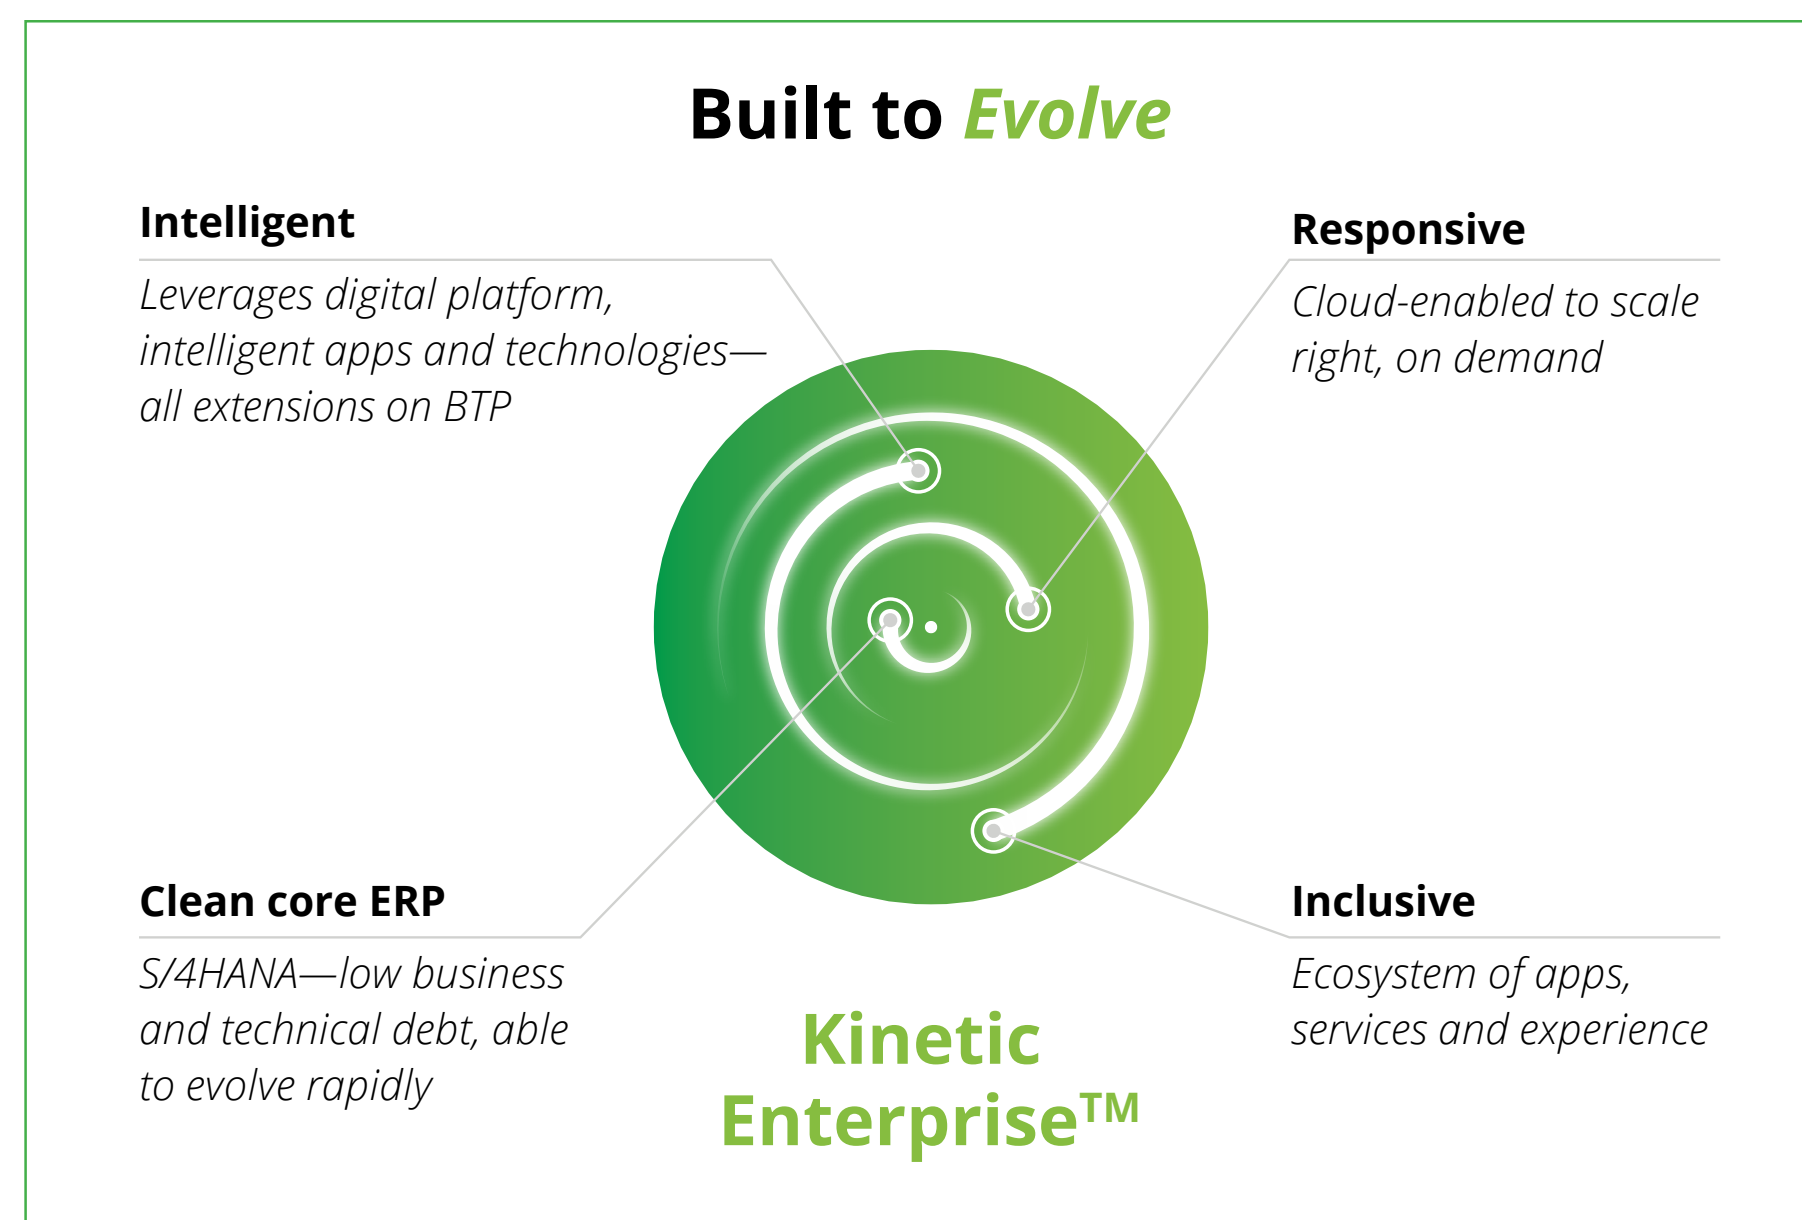 Built to Evolve
Intelligent
Leverages digital platform,
intelligent apps and technologies—
all extensions on BTP
Responsive
Cloud-enabled to scale
right, on demand
Clean core ERP
S/4HANA—low business
and technical debt, able
to evolve rapidly
Inclusive
Ecosystem of apps,
services and experience
Kinetic
Enterprise™